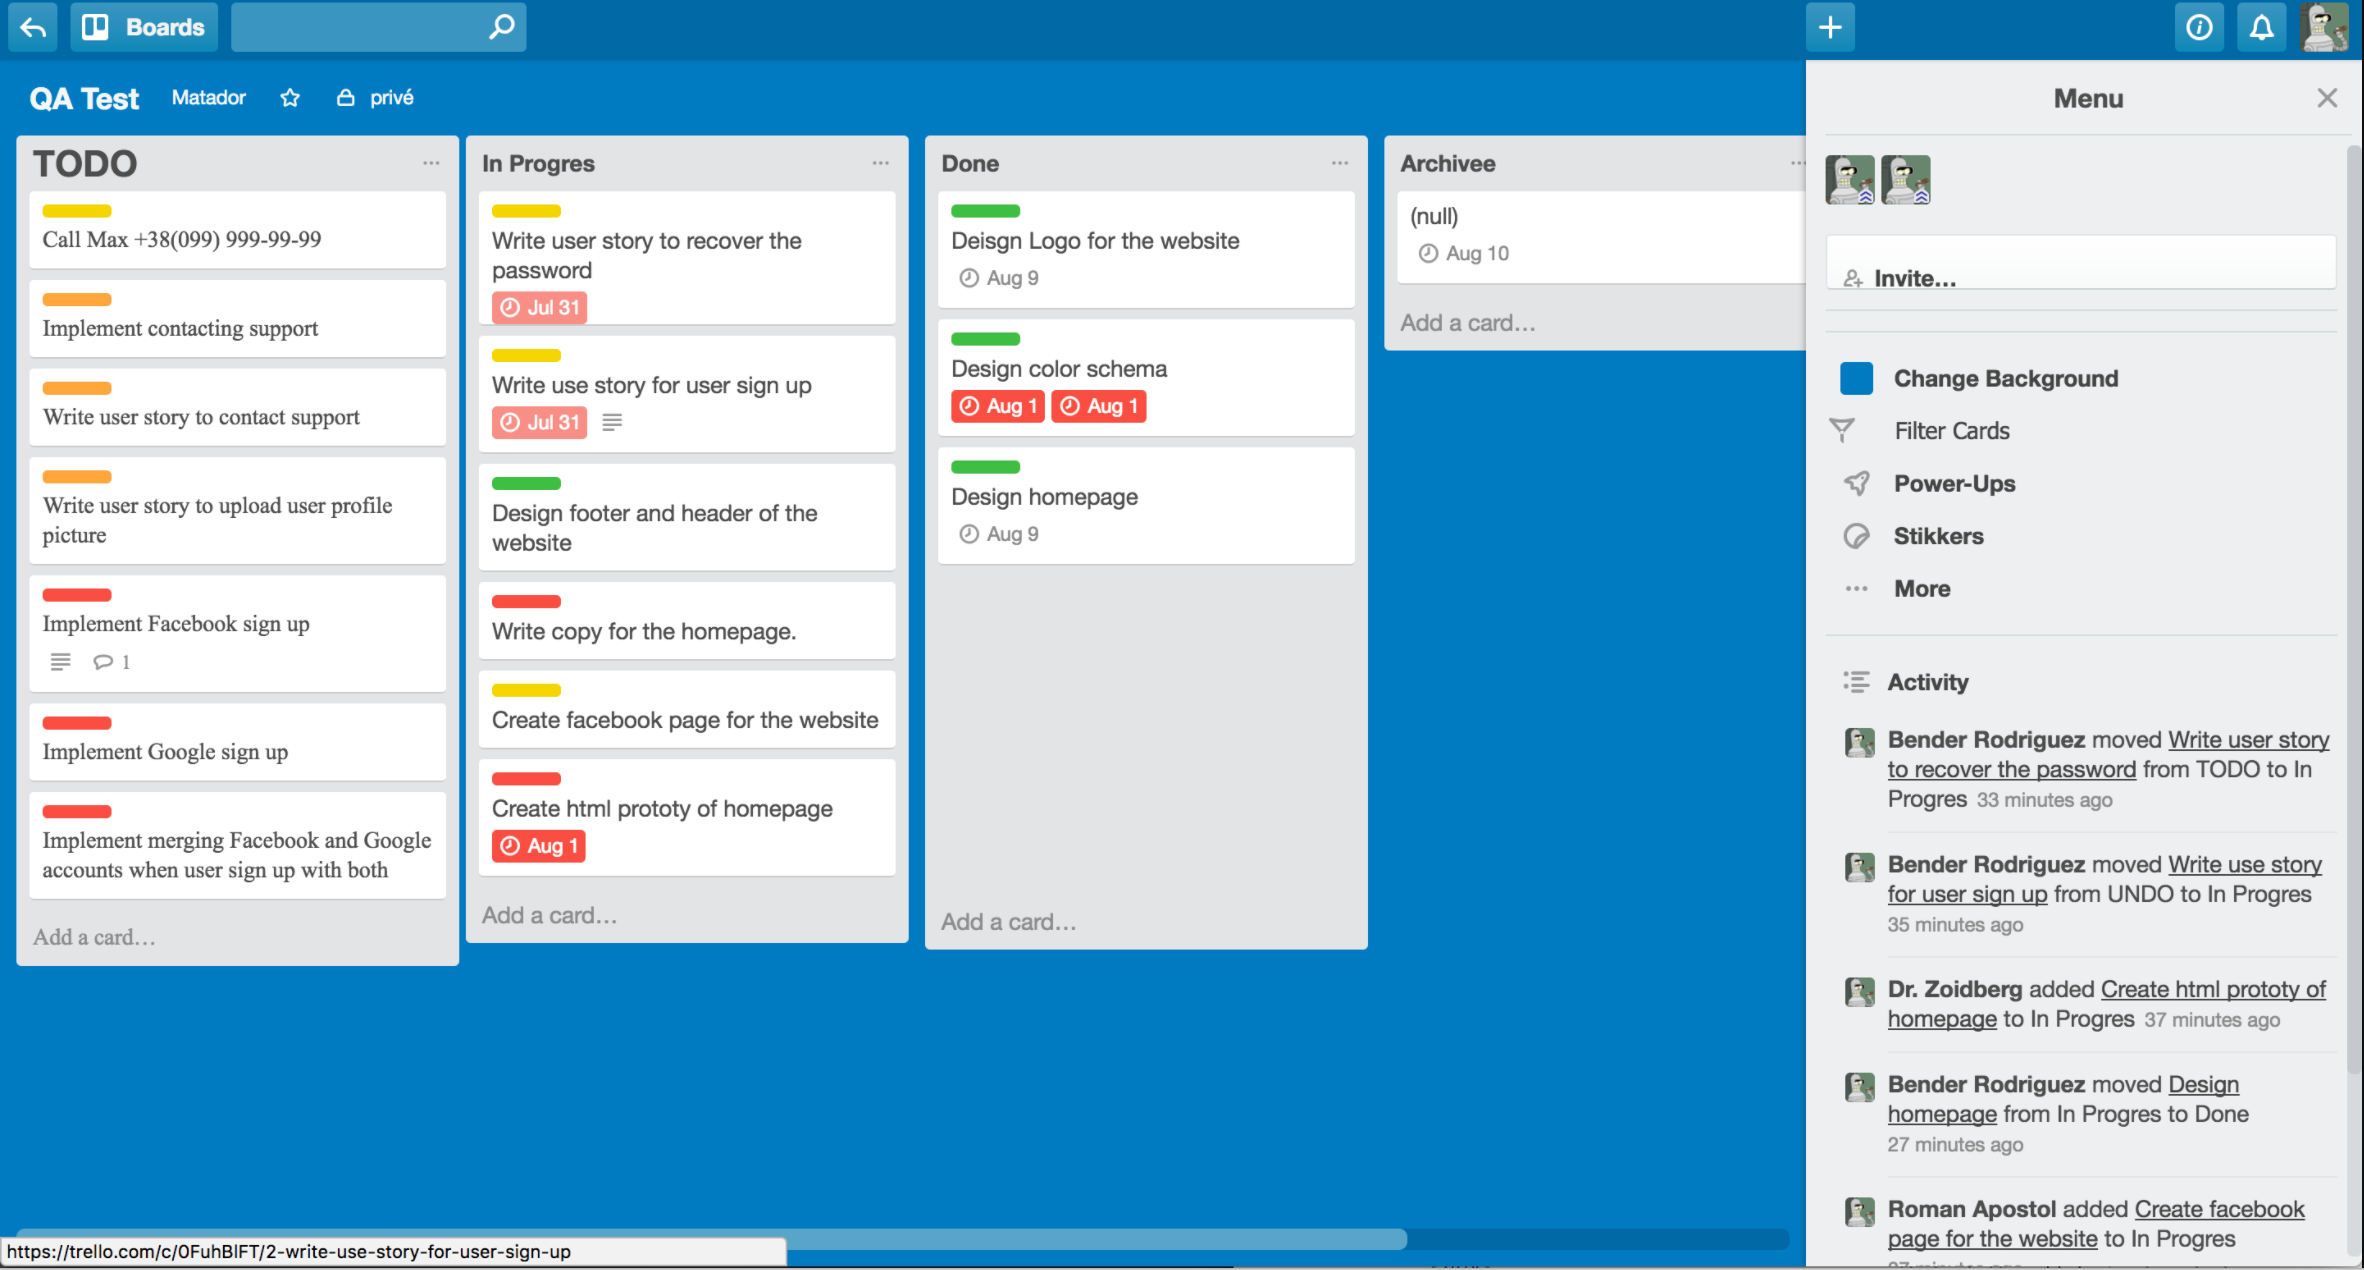 Boards
QA Test Matador privé
TODO
Call Max +38(099) 999-99-99
Implement contacting support
Write user story to contact support
Write user story to upload user profile
picture
Implement Facebook sign up
1
Implement Google sign up
Implement merging Facebook and Google
accounts when user sign up with both
Add a card…
In Progres
Write user story to recover the
password
Jul 31
Write use story for user sign up
Jul 31
Design footer and header of the
website
Write copy for the homepage.
Create facebook page for the website
Create html prototy of homepage
Aug 1
Add a card…
Done
Deisgn Logo for the website
Aug 9
Design color schema
Aug 1 Aug 1
Design homepage
Aug 9
Add a card…
Archivee
(null)
Aug 10
Add a card…
Menu
Invite…
Change Background
Filter Cards
Power-Ups
Stikkers
More
Activity
Bender Rodriguez moved Write user story
to recover the password from TODO to In
Progres 33 minutes ago
Bender Rodriguez moved Write use story
for user sign up from UNDO to In Progres
35 minutes ago
Dr. Zoidberg added Create html prototy of
homepage to In Progres 37 minutes ago
Bender Rodriguez moved Design
homepage from In Progres to Done
27 minutes ago
Roman Apostol added Create facebook
page for the website to In Progres
https://trello.com/c/0FuhBlFT/2-write-use-story-for-user-sign-up